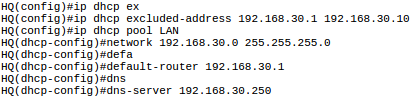 HQ(config)#ip dhcp ex
HQ(config)#ip dhcp excluded-address 192.168.30.1 192.168.30.10
HQ(config)#ip dhcp pool LAN
HQ(dhcp-config)#network 192.168.30.0 255.255.255.0
HQ(dhcp-config)#defa
HQ(dhcp-config)#default-router 192.168.30.1
HQ(dhcp-config)#dns
HQ(dhcp-config)#dns-server 192.168.30.250